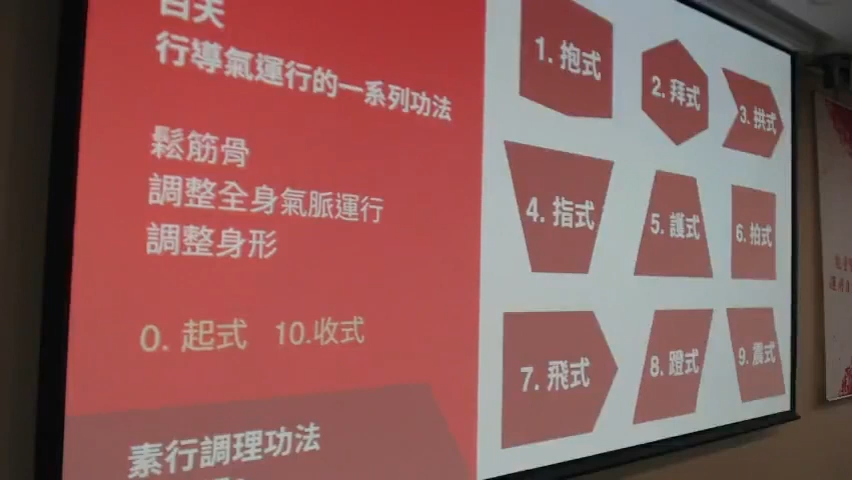 白天
行導氣運行的一系列功法
鬆筋骨
調整全身氣脈運行
調整身形
0. 起式 10.收式
素行調理功法
1. 抱式
2. 拜式
3. 拱式
4. 指式
5. 護式
6. 拍式
7. 飛式
8. 蹬式
9. 震式